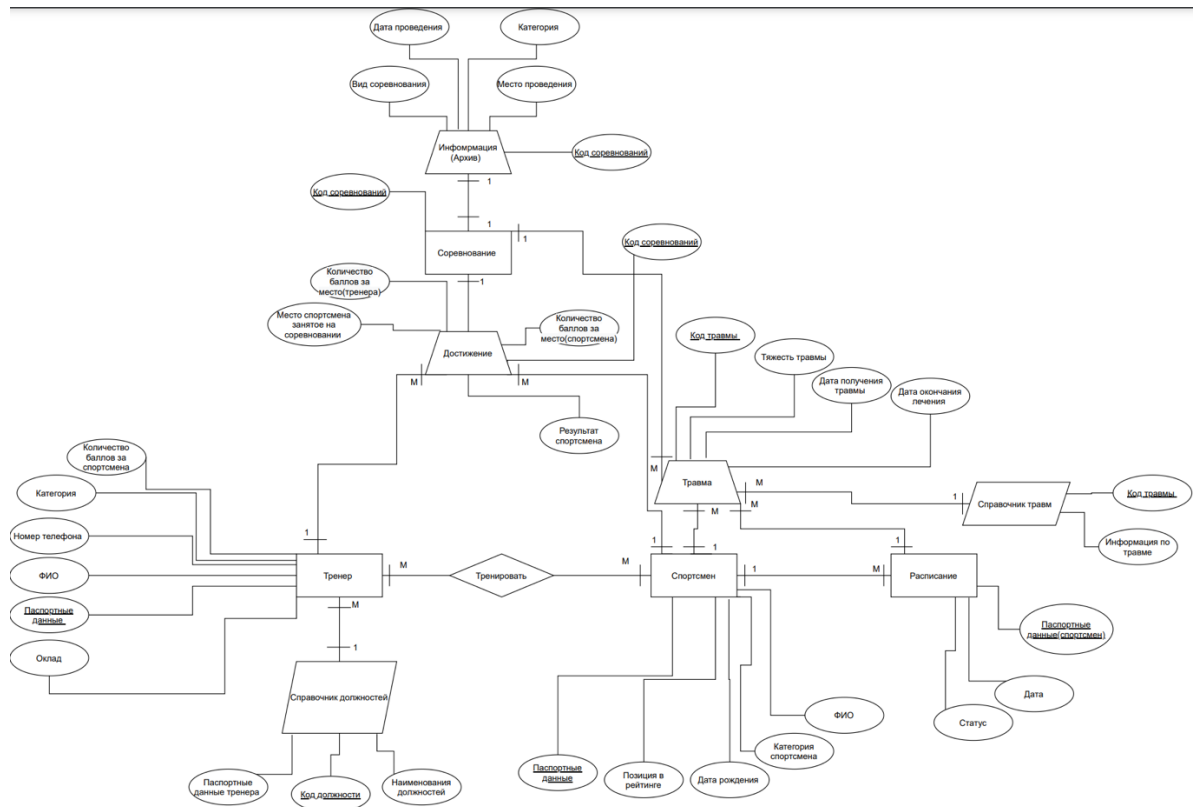 Дата проведения
Категория
Вид соревнования
Место проведения
Инфомрмация
(Архив)
Код соревнований
1
Код соревнований
1
1
Соревнование
Код соревнований
1
Количество
баллов за
место(тренера)
Место спортсмена
занятое на
соревновании
Количество
баллов за
место(спортсмена)
Достижение
М
М
Код травмы
Тяжесть травмы
Дата получения
травмы
Дата окончания
лечения
Результат
спортсмена
Количество
баллов за
спортсмена
Категория
Номер телефона
ФИО
Паспортные
данные
Оклад
М
Травма
М
М
М
1
Справочник травм
Код травмы
Информация по
травме
1
1
1
1
Тренер
М
Тренировать
М
Спортсмен
1
М
Расписание
М
1
Паспортные
данные(спортсмен)
Дата
Статус
Справочник должностей
Паспортные
данные тренера
Код должности
Наименования
должностей
Паспортные
данные
Позиция в
рейтинге
Дата рождения
Категория
спортсмена
ФИО